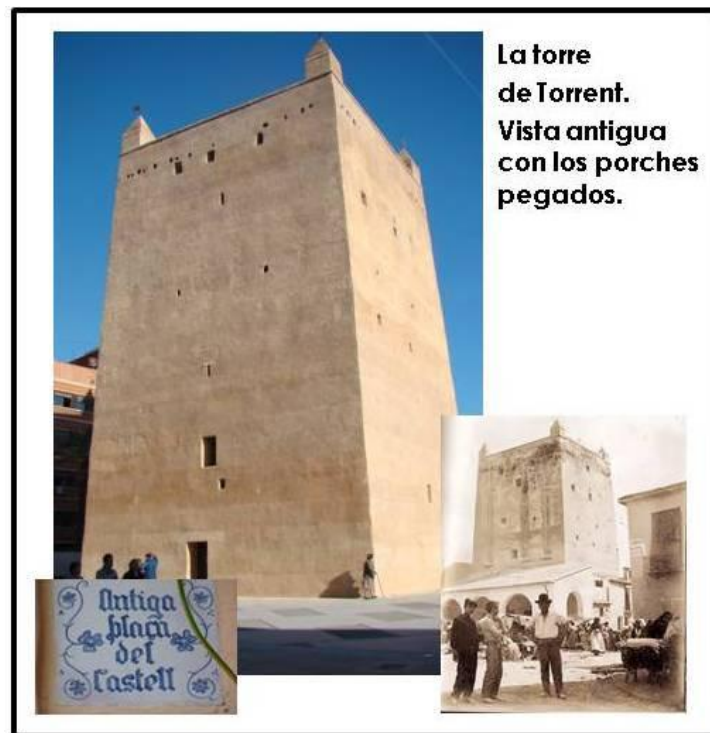 La torre
de Torrent.
Vista antigua
con los porches
pegados.
Antiga
plaça
del
Castell